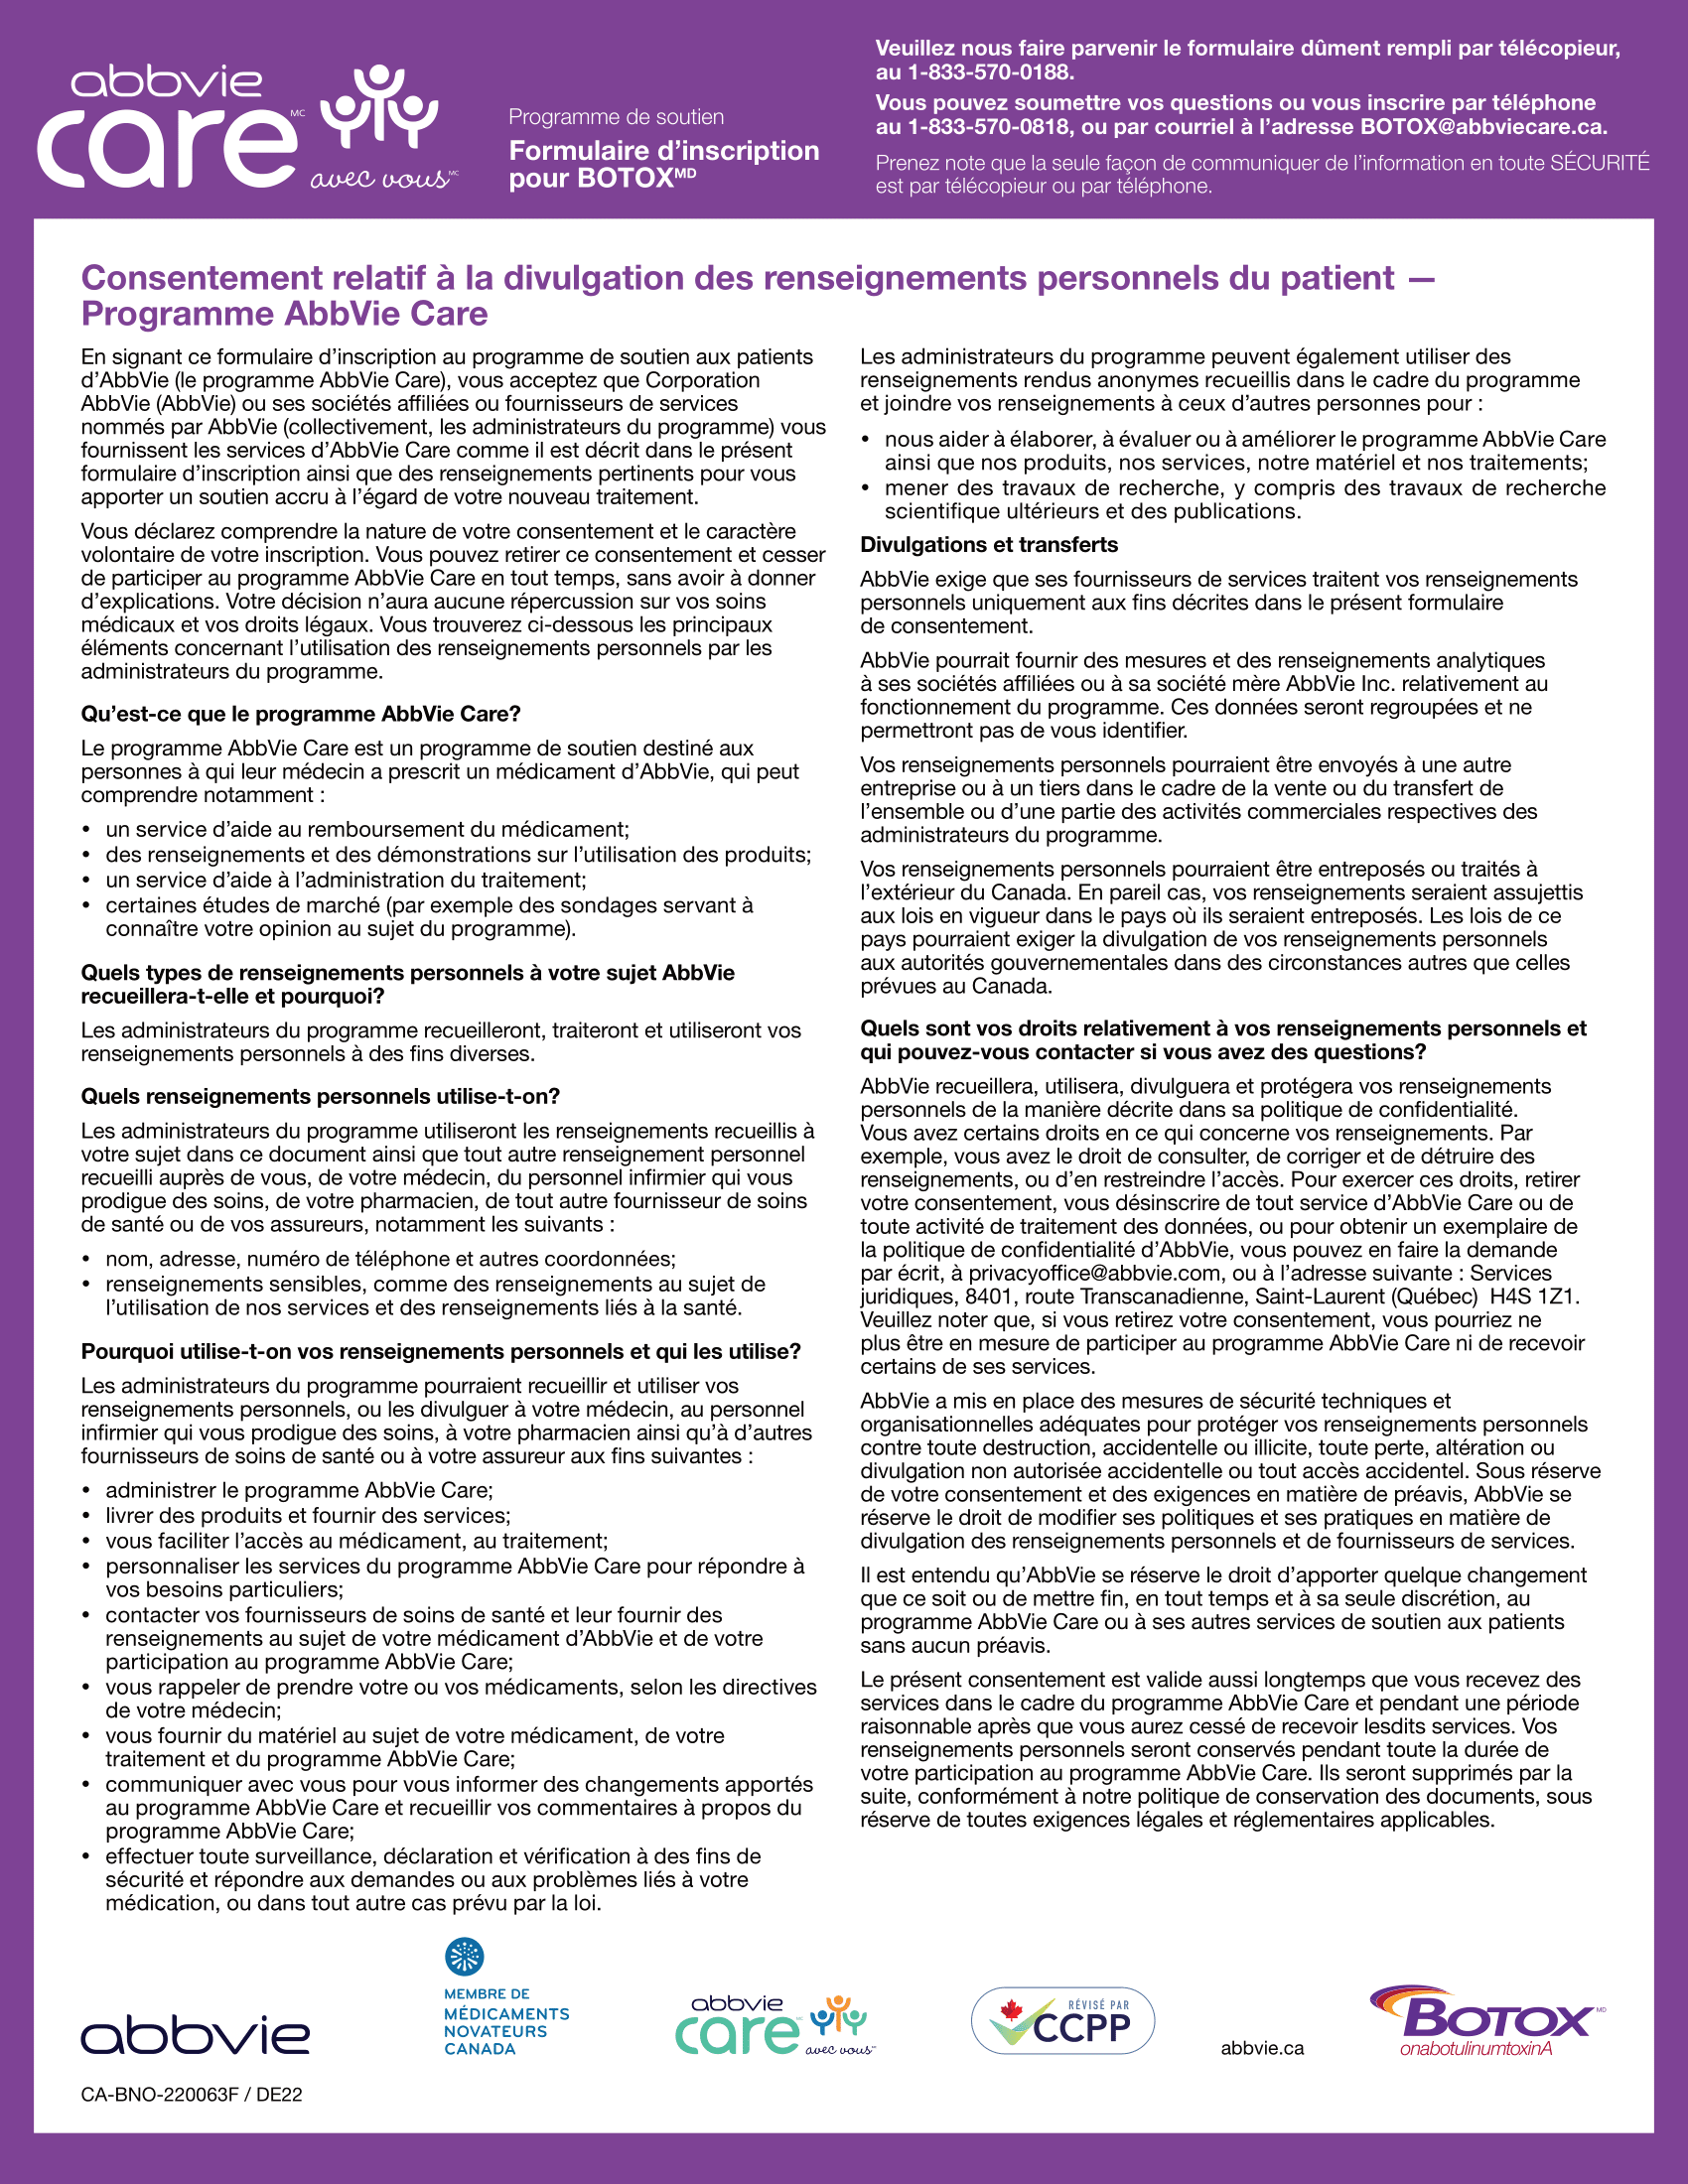 abbvie
care MC
avec vous MC
Programme de soutien
Formulaire d'inscription
pour BOTOX MD
Veuillez nous faire parvenir le formulaire dûment rempli par télécopieur,
au 1-833-570-0188.
Vous pouvez soumettre vos questions ou vous inscrire par téléphone
au 1-833-570-0818, ou par courriel à l'adresse BOTOX@abbviecare.ca.
Prenez note que la seule façon de communiquer de l'information en toute SÉCURITÉ
est par télécopieur ou par téléphone.
Consentement relatif à la divulgation des renseignements personnels du patient —
Programme AbbVie Care
En signant ce formulaire d'inscription au programme de soutien aux patients
d'AbbVie (le programme AbbVie Care), vous acceptez que Corporation
AbbVie (AbbVie) ou ses sociétés affiliées ou fournisseurs de services
nommés par AbbVie (collectivement, les administrateurs du programme) vous
fournissent les services d'AbbVie Care comme il est décrit dans le présent
formulaire d'inscription ainsi que des renseignements pertinents pour vous
apporter un soutien accru à l'égard de votre nouveau traitement.
Vous déclarez comprendre la nature de votre consentement et le caractère
volontaire de votre inscription. Vous pouvez retirer ce consentement et cesser
de participer au programme AbbVie Care en tout temps, sans avoir à donner
d'explications. Votre décision n'aura aucune répercussion sur vos soins
médicaux et vos droits légaux. Vous trouverez ci-dessous les principaux
éléments concernant l'utilisation des renseignements personnels par les
administrateurs du programme.
Qu'est-ce que le programme AbbVie Care?
Le programme AbbVie Care est un programme de soutien destiné aux
personnes à qui leur médecin a prescrit un médicament d'AbbVie, qui peut
comprendre notamment :
• un service d'aide au remboursement du médicament;
• des renseignements et des démonstrations sur l'utilisation des produits;
• un service d'aide à l'administration du traitement;
• certaines études de marché (par exemple des sondages servant à
connaître votre opinion au sujet du programme).
Quels types de renseignements personnels à votre sujet AbbVie
recueillera-t-elle et pourquoi?
Les administrateurs du programme recueilleront, traiteront et utiliseront vos
renseignements personnels à des fins diverses.
Quels renseignements personnels utilise-t-on?
Les administrateurs du programme utiliseront les renseignements recueillis à
votre sujet dans ce document ainsi que tout autre renseignement personnel
recueilli auprès de vous, de votre médecin, du personnel infirmier qui vous
prodigue des soins, de votre pharmacien, de tout autre fournisseur de soins
de santé ou de vos assureurs, notamment les suivants :
• nom, adresse, numéro de téléphone et autres coordonnées;
• renseignements sensibles, comme des renseignements au sujet de
l'utilisation de nos services et des renseignements liés à la santé.
Pourquoi utilise-t-on vos renseignements personnels et qui les utilise?
Les administrateurs du programme pourraient recueillir et utiliser vos
renseignements personnels, ou les divulguer à votre médecin, au personnel
infirmier qui vous prodigue des soins, à votre pharmacien ainsi qu'à d'autres
fournisseurs de soins de santé ou à votre assureur aux fins suivantes :
• administrer le programme AbbVie Care;
• livrer des produits et fournir des services;
• vous faciliter l'accès au médicament, au traitement;
• personnaliser les services du programme AbbVie Care pour répondre à
vos besoins particuliers;
• contacter vos fournisseurs de soins de santé et leur fournir des
renseignements au sujet de votre médicament d'AbbVie et de votre
participation au programme AbbVie Care;
• vous rappeler de prendre votre ou vos médicaments, selon les directives
de votre médecin;
• vous fournir du matériel au sujet de votre médicament, de votre
traitement et du programme AbbVie Care;
• communiquer avec vous pour vous informer des changements apportés
au programme AbbVie Care et recueillir vos commentaires à propos du
programme AbbVie Care;
• effectuer toute surveillance, déclaration et vérification à des fins de
sécurité et répondre aux demandes ou aux problèmes liés à votre
médication, ou dans tout autre cas prévu par la loi.
Les administrateurs du programme peuvent également utiliser des
renseignements rendus anonymes recueillis dans le cadre du programme
et joindre vos renseignements à ceux d'autres personnes pour :
• nous aider à élaborer, à évaluer ou à améliorer le programme AbbVie Care
ainsi que nos produits, nos services, notre matériel et nos traitements;
• mener des travaux de recherche, y compris des travaux de recherche
scientifique ultérieurs et des publications.
Divulgations et transferts
AbbVie exige que ses fournisseurs de services traitent vos renseignements
personnels uniquement aux fins décrites dans le présent formulaire
de consentement.
AbbVie pourrait fournir des mesures et des renseignements analytiques
à ses sociétés affiliées ou à sa société mère AbbVie Inc. relativement au
fonctionnement du programme. Ces données seront regroupées et ne
permettront pas de vous identifier.
Vos renseignements personnels pourraient être envoyés à une autre
entreprise ou à un tiers dans le cadre de la vente ou du transfert de
l'ensemble ou d'une partie des activités commerciales respectives des
administrateurs du programme.
Vos renseignements personnels pourraient être entreposés ou traités à
l'extérieur du Canada. En pareil cas, vos renseignements seraient assujettis
aux lois en vigueur dans le pays où ils seraient entreposés. Les lois de ce
pays pourraient exiger la divulgation de vos renseignements personnels
aux autorités gouvernementales dans des circonstances autres que celles
prévues au Canada.
Quels sont vos droits relativement à vos renseignements personnels et
qui pouvez-vous contacter si vous avez des questions?
AbbVie recueillera, utilisera, divulguera et protégera vos renseignements
personnels de la manière décrite dans sa politique de confidentialité.
Vous avez certains droits en ce qui concerne vos renseignements. Par
exemple, vous avez le droit de consulter, de corriger et de détruire des
renseignements, ou d'en restreindre l'accès. Pour exercer ces droits, retirer
votre consentement, vous désinscrire de tout service d'AbbVie Care ou de
toute activité de traitement des données, ou pour obtenir un exemplaire de
la politique de confidentialité d'AbbVie, vous pouvez en faire la demande
par écrit, à privacyoffice@abbvie.com, ou à l'adresse suivante : Services
juridiques, 8401, route Transcanadienne, Saint-Laurent (Québec) H4S 1Z1.
Veuillez noter que, si vous retirez votre consentement, vous pourriez ne
plus être en mesure de participer au programme AbbVie Care ni de recevoir
certains de ses services.
AbbVie a mis en place des mesures de sécurité techniques et
organisationnelles adéquates pour protéger vos renseignements personnels
contre toute destruction, accidentelle ou illicite, toute perte, altération ou
divulgation non autorisée accidentelle ou tout accès accidentel. Sous réserve
de votre consentement et des exigences en matière de préavis, AbbVie se
réserve le droit de modifier ses politiques et ses pratiques en matière de
divulgation des renseignements personnels et de fournisseurs de services.
Il est entendu qu'AbbVie se réserve le droit d'apporter quelque changement
que ce soit ou de mettre fin, en tout temps et à sa seule discrétion, au
programme AbbVie Care ou à ses autres services de soutien aux patients
sans aucun préavis.
Le présent consentement est valide aussi longtemps que vous recevez des
services dans le cadre du programme AbbVie Care et pendant une période
raisonnable après que vous aurez cessé de recevoir lesdits services. Vos
renseignements personnels seront conservés pendant toute la durée de
votre participation au programme AbbVie Care. Ils seront supprimés par la
suite, conformément à notre politique de conservation des documents, sous
réserve de toutes exigences légales et réglementaires applicables.
abbvie
MEMBRE DE
MÉDICAMENTS
NOVATEURS
CANADA
abbvie
care MC
avec vous MC
RÉVISÉ PAR
CCPP
abbvie.ca
BOTOX MD
onabotulinumtoxinA
CA-BNO-220063F / DE22